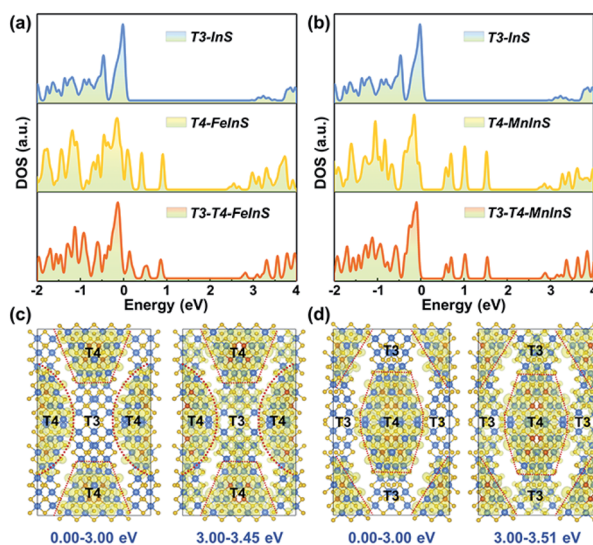 (a)
T3-InS
T4-FeInS
T3-T4-FeInS
DOS (a.u.)
-2 -1 0 1 2 3 4
Energy (eV)
(b)
T3-InS
T4-MnInS
T3-T4-MnInS
DOS (a.u.)
-2 -1 0 1 2 3 4
Energy (eV)
(c)
T4
T4 T3 T4
T4
0.00-3.00 eV
T4
T4 T3 T4
T4
3.00-3.45 eV
(d)
T3
T3 T4 T3
T3
0.00-3.00 eV
T3
T3 T4 T3
T3
3.00-3.51 eV